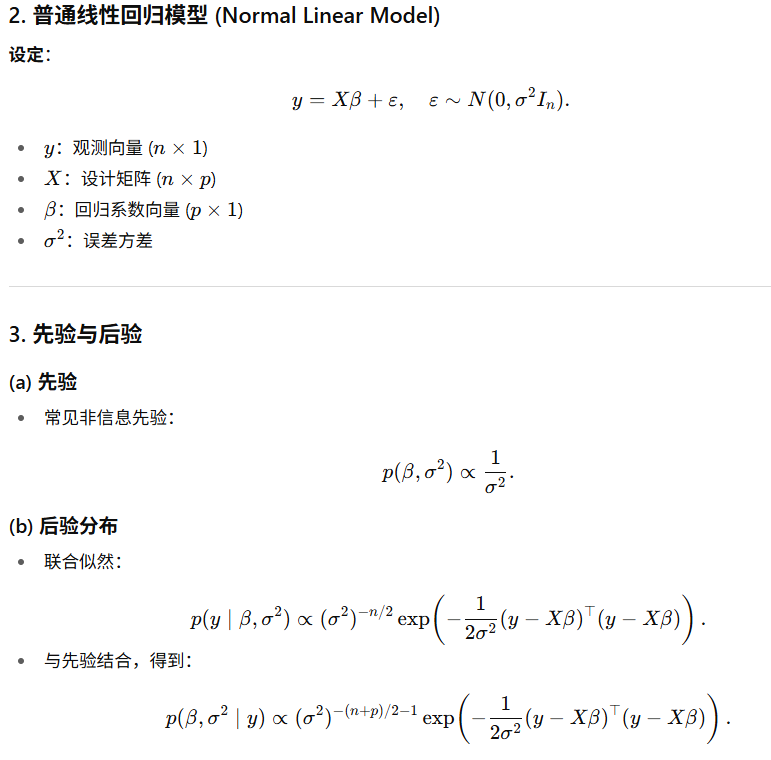 2. 普通线性回归模型 (Normal Linear Model)
设定：
y = Xβ + ε, ε ∼ N(0, σ²Iₙ).
• y：观测向量 (n × 1)
• X：设计矩阵 (n × p)
• β：回归系数向量 (p × 1)
• σ²：误差方差
3. 先验与后验
(a) 先验
• 常见非信息先验：
p(β, σ²) ∝ 1/σ².
(b) 后验分布
• 联合似然：
p(y | β, σ²) ∝ (σ²)^{−n/2} exp(−1/(2σ²) (y − Xβ)^⊤ (y − Xβ)).
• 与先验结合，得到：
p(β, σ² | y) ∝ (σ²)^{−(n+p)/2−1} exp(−1/(2σ²) (y − Xβ)^⊤ (y − Xβ)).